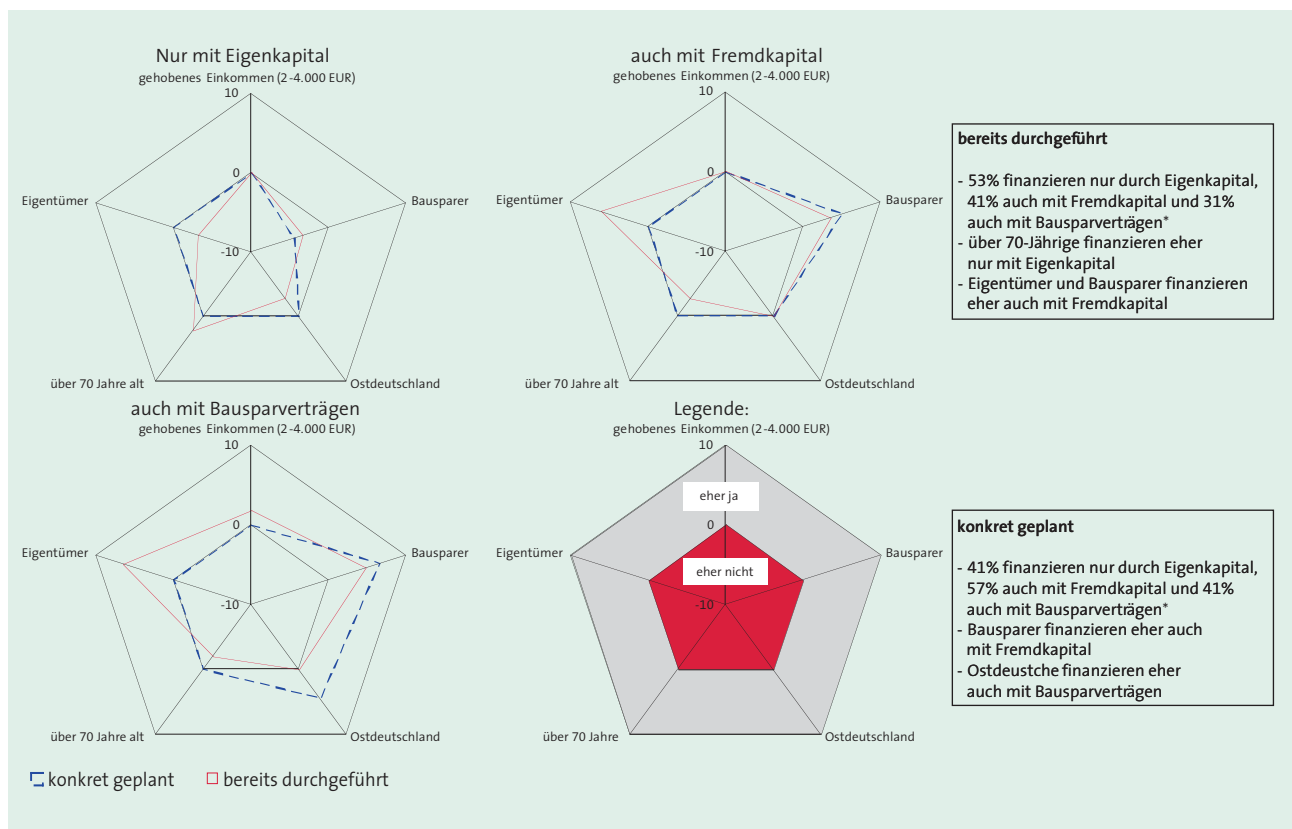 Nur mit Eigenkapital
gehobenes Einkommen (2-4.000 EUR)
10
0
-10
Eigentümer
Bausparer
über 70 Jahre alt
Ostdeutschland
auch mit Fremdkapital
gehobenes Einkommen (2-4.000 EUR)
10
0
-10
Eigentümer
Bausparer
über 70 Jahre alt
Ostdeutschland
bereits durchgeführt
- 53% finanzieren nur durch Eigenkapital,
41% auch mit Fremdkapital und 31%
auch mit Bausparverträgen*
- über 70-Jährige finanzieren eher
nur mit Eigenkapital
- Eigentümer und Bausparer finanzieren
eher auch mit Fremdkapital
auch mit Bausparverträgen
gehobenes Einkommen (2-4.000 EUR)
10
0
-10
Eigentümer
Bausparer
über 70 Jahre alt
Ostdeutschland
Legende:
gehobenes Einkommen (2-4.000 EUR)
10
eher ja
0
eher nicht
-10
Eigentümer
Bausparer
über 70 Jahre
Ostdeutschland
konkret geplant
- 41% finanzieren nur durch Eigenkapital,
57% auch mit Fremdkapital und 41%
auch mit Bausparverträgen*
- Bausparer finanzieren eher auch
mit Fremdkapital
- Ostdeustche finanzieren eher
auch mit Bausparverträgen
konkret geplant
bereits durchgeführt